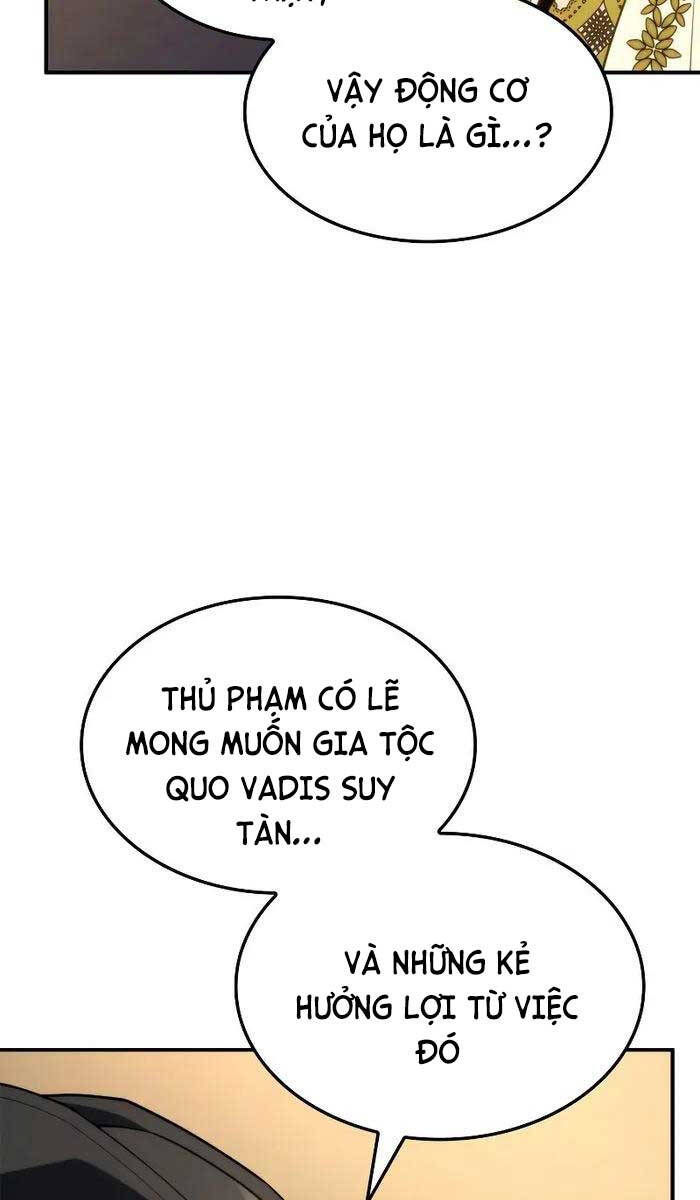 VẬY ĐỘNG CƠ
CỦA HỌ LÀ GÌ...?
THỦ PHẠM CÓ LẼ
MONG MUỐN GIA TỘC
QUO VADIS SUY
TÀN...
VÀ NHỮNG KẺ
HƯỞNG LỢI TỪ VIỆC
ĐÓ